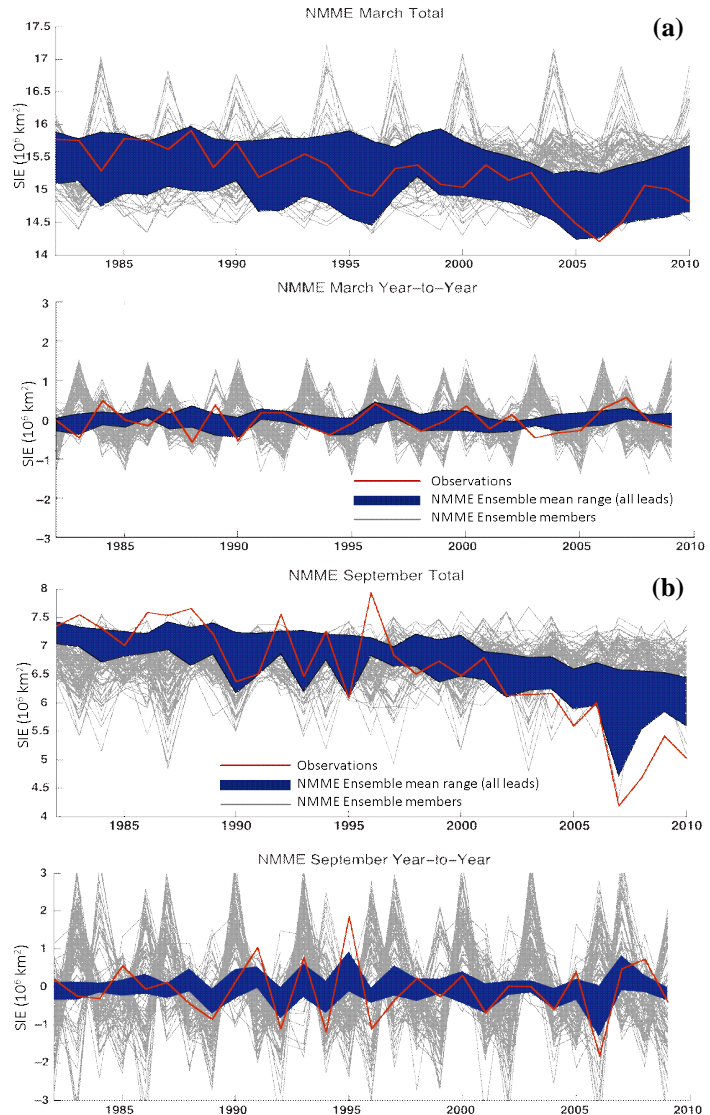 NMME March Total
(a)
17.5
17
16.5
16
15.5
15
14.5
14
SIE (10⁶ km²)
1985 1990 1995 2000 2005 2010
NMME March Year-to-Year
3
2
1
0
-1
-2
-3
SIE (10⁶ km²)
Observations
NMME Ensemble mean range (all leads)
NMME Ensemble members
1985 1990 1995 2000 2005 2010
NMME September Total
(b)
8
7.5
7
6.5
6
5.5
5
4.5
4
SIE (10⁶ km²)
Observations
NMME Ensemble mean range (all leads)
NMME Ensemble members
1985 1990 1995 2000 2005 2010
NMME September Year-to-Year
3
2
1
0
-1
-2
-3
SIE (10⁶ km²)
1985 1990 1995 2000 2005 2010